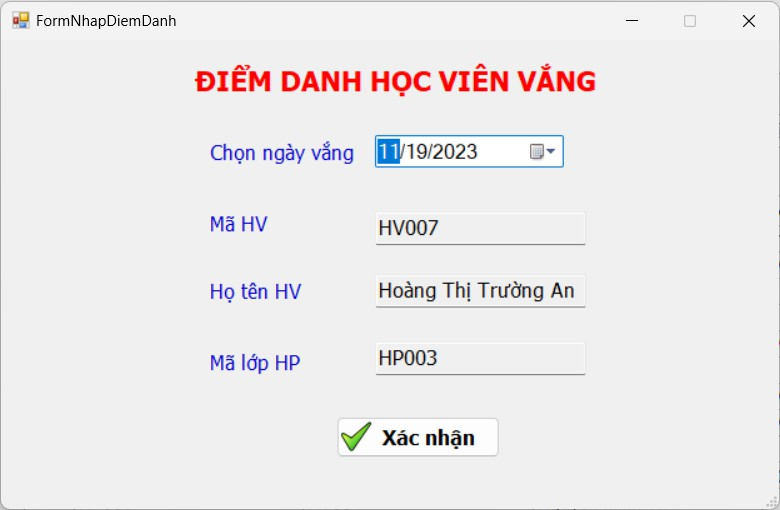 FormNhapDiemDanh
ĐIỂM DANH HỌC VIÊN VẮNG
Chọn ngày vắng 11/19/2023
Mã HV HV007
Họ tên HV Hoàng Thị Trường An
Mã lớp HP HP003
Xác nhận